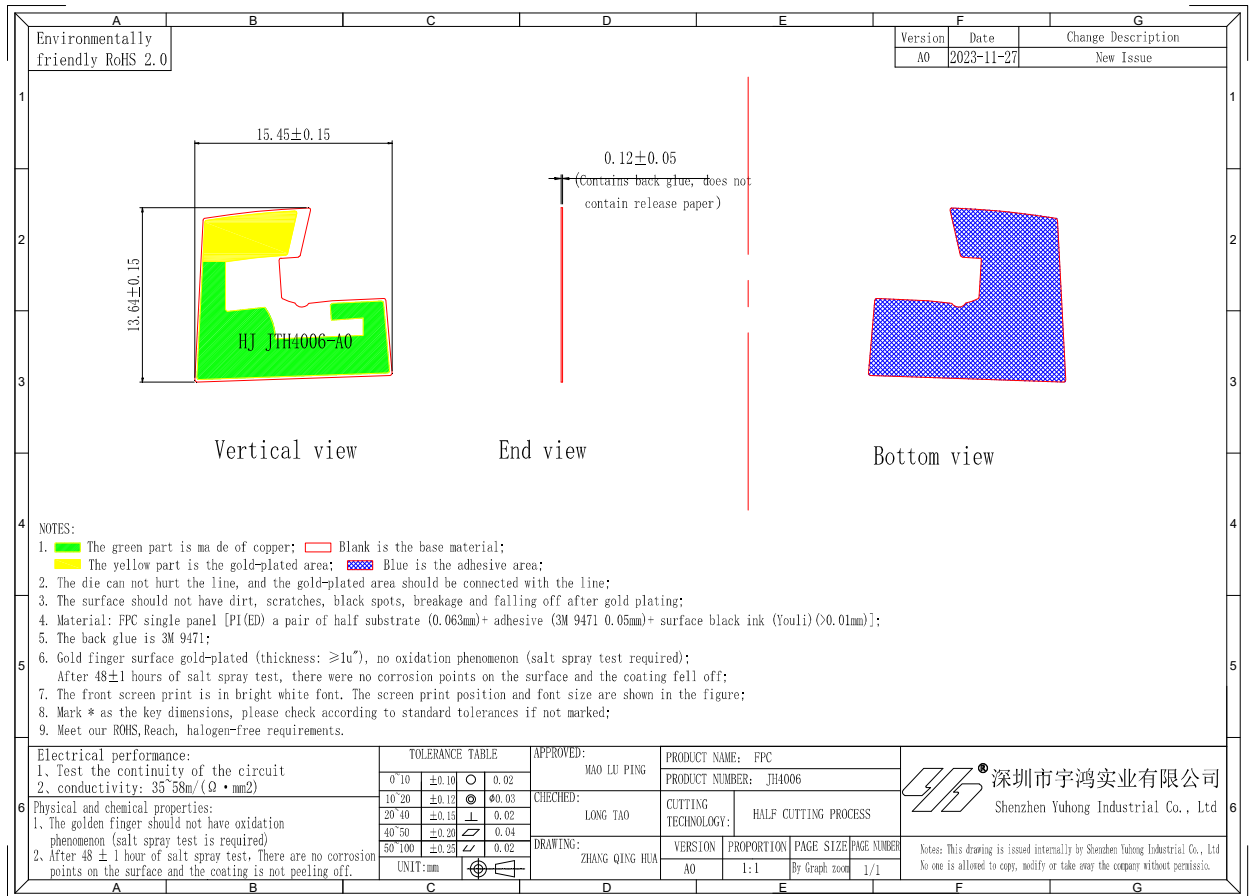 A B C D E F G
Environmentally
friendly RoHS 2.0
Version Date Change Description
A0 2023-11-27 New Issue
1 1
15.45±0.15
0.12±0.05
(Contains back glue, does not
contain release paper)
2 2
13.64±0.15
HJ JTH4006-A0
3 3
Vertical view
End view
Bottom view
4 4
NOTES:
1. The green part is ma de of copper; Blank is the base material;
The yellow part is the gold-plated area; Blue is the adhesive area;
2. The die can not hurt the line, and the gold-plated area should be connected with the line;
3. The surface should not have dirt, scratches, black spots, breakage and falling off after gold plating;
4. Material: FPC single panel [PI(ED) a pair of half substrate (0.063mm)+ adhesive (3M 9471 0.05mm)+ surface black ink (Youli)(>0.01mm)];
5. The back glue is 3M 9471;
5 5
6. Gold finger surface gold-plated (thickness: ≥1u"), no oxidation phenomenon (salt spray test required);
After 48±1 hours of salt spray test, there were no corrosion points on the surface and the coating fell off;
7. The front screen print is in bright white font. The screen print position and font size are shown in the figure;
8. Mark * as the key dimensions, please check according to standard tolerances if not marked;
9. Meet our ROHS,Reach, halogen-free requirements.
Electrical performance:
1、Test the continuity of the circuit
2、conductivity: 35~58m/(Ω·mm2)
6 6
Physical and chemical properties:
1、The golden finger should not have oxidation
phenomenon (salt spray test is required)
2、After 48 ± 1 hour of salt spray test, There are no corrosion
points on the surface and the coating is not peeling off.
TOLERANCE TABLE
0~10 ±0.10 0.02
10~20 ±0.12 Ø0.03
20~40 ±0.15 ⊥ 0.02
40~50 ±0.20 0.04
50~100 ±0.25 0.02
UNIT:mm
APPROVED:
MAO LU PING
CHECHED:
LONG TAO
DRAWING:
ZHANG QING HUA
PRODUCT NAME: FPC
PRODUCT NUMBER: JH4006
CUTTING
TECHNOLOGY:
HALF CUTTING PROCESS
VERSION PROPORTION PAGE SIZE PAGE NUMBER
A0 1:1 By Graph zoom 1/1
® 深圳市宇鸿实业有限公司
Shenzhen Yuhong Industrial Co., Ltd
Notes: This drawing is issued internally by Shenzhen Yuhong Industrial Co., Ltd
No one is allowed to copy, modify or take away the company without permissio.
A B C D E F G